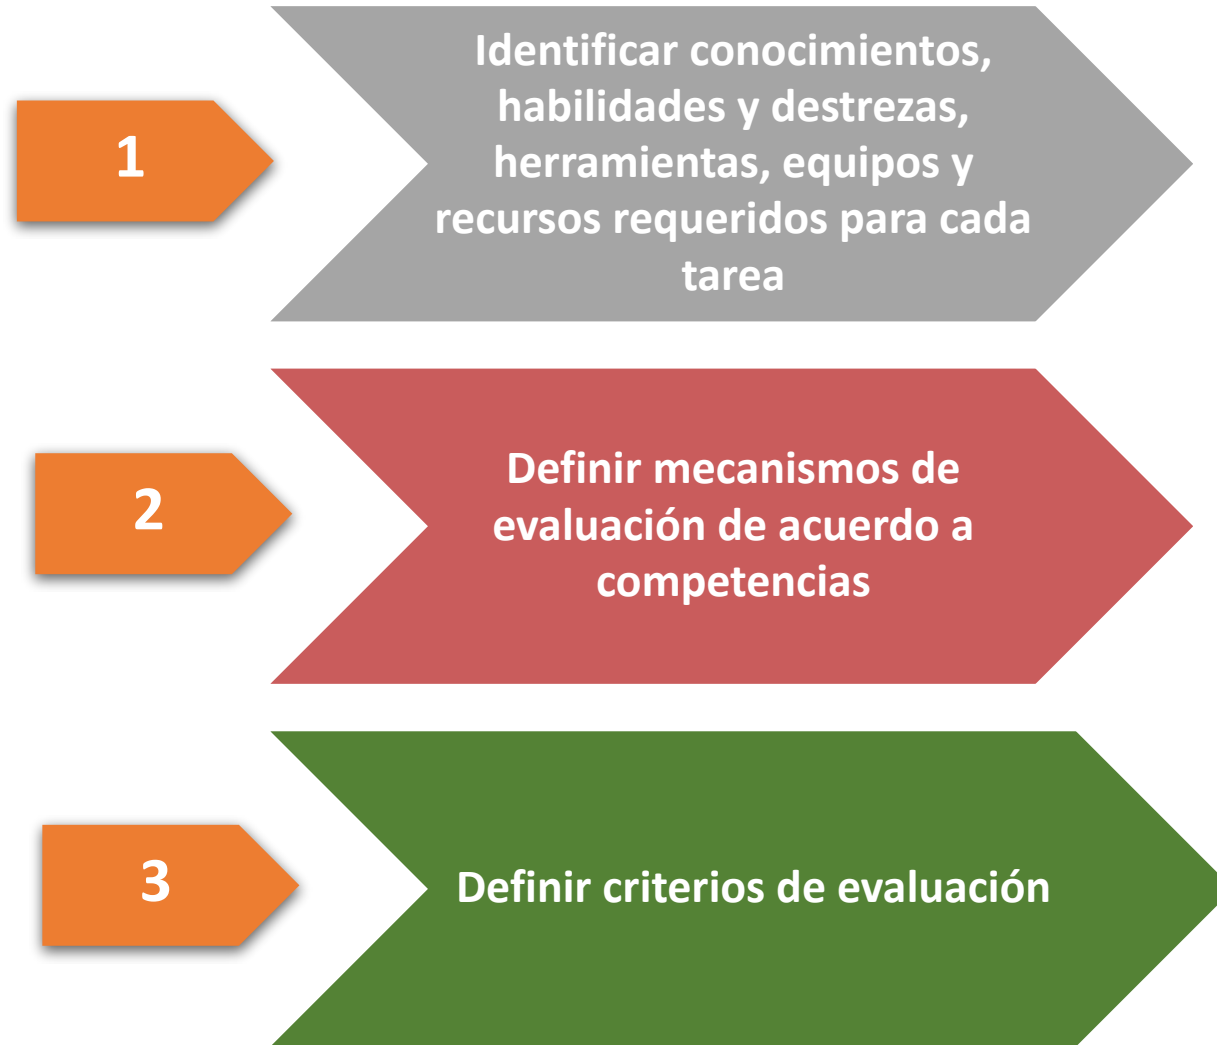 1
Identificar conocimientos,
habilidades y destrezas,
herramientas, equipos y
recursos requeridos para cada
tarea
2
Definir mecanismos de
evaluación de acuerdo a
competencias
3
Definir criterios de evaluación